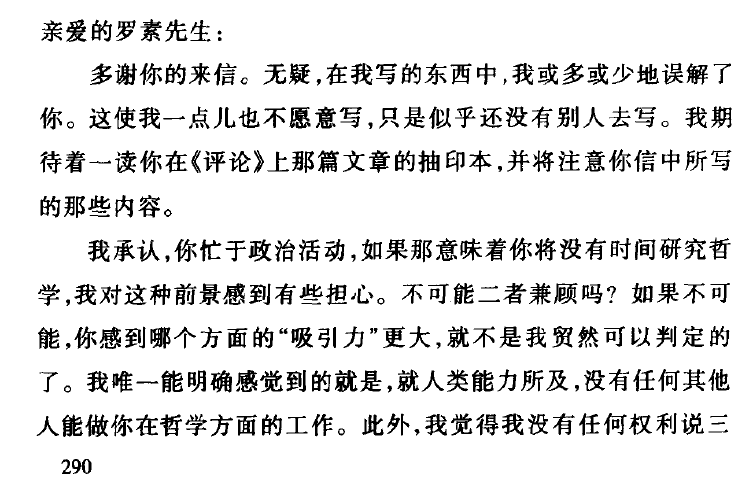 亲爱的罗素先生：
多谢你的来信。无疑，在我写的东西中，我或多或少地误解了
你。这使我一点儿也不愿意写，只是似乎还没有别人去写。我期
待着一读你在《评论》上那篇文章的抽印本，并将注意你信中所写
的那些内容。
我承认，你忙于政治活动，如果那意味着你将没有时间研究哲
学，我对这种前景感到有些担心。不可能二者兼顾吗？如果不可
能，你感到哪个方面的“吸引力”更大，就不是我贸然可以判定的
了。我唯一能明确感觉到的就是，就人类能力所及，没有任何其他
人能做你在哲学方面的工作。此外，我觉得我没有任何权利说三
290